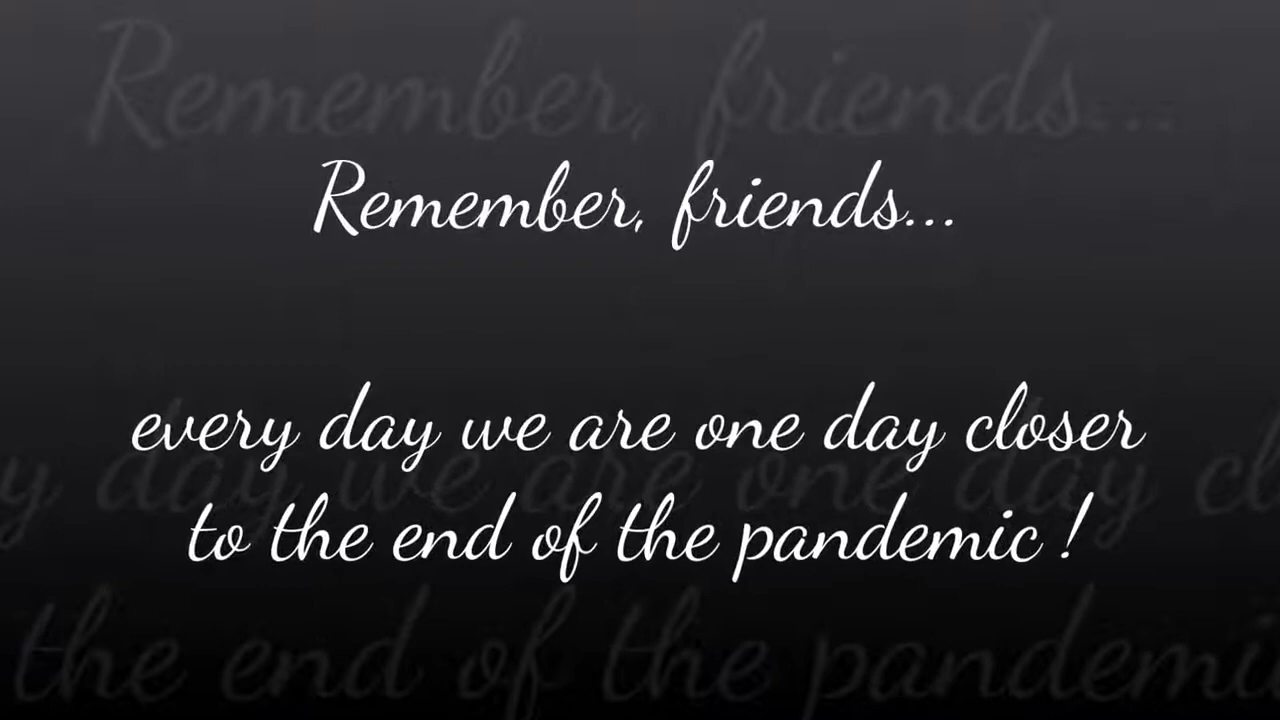 Remember, friends...
every day we are one day closer
to the end of the pandemic !